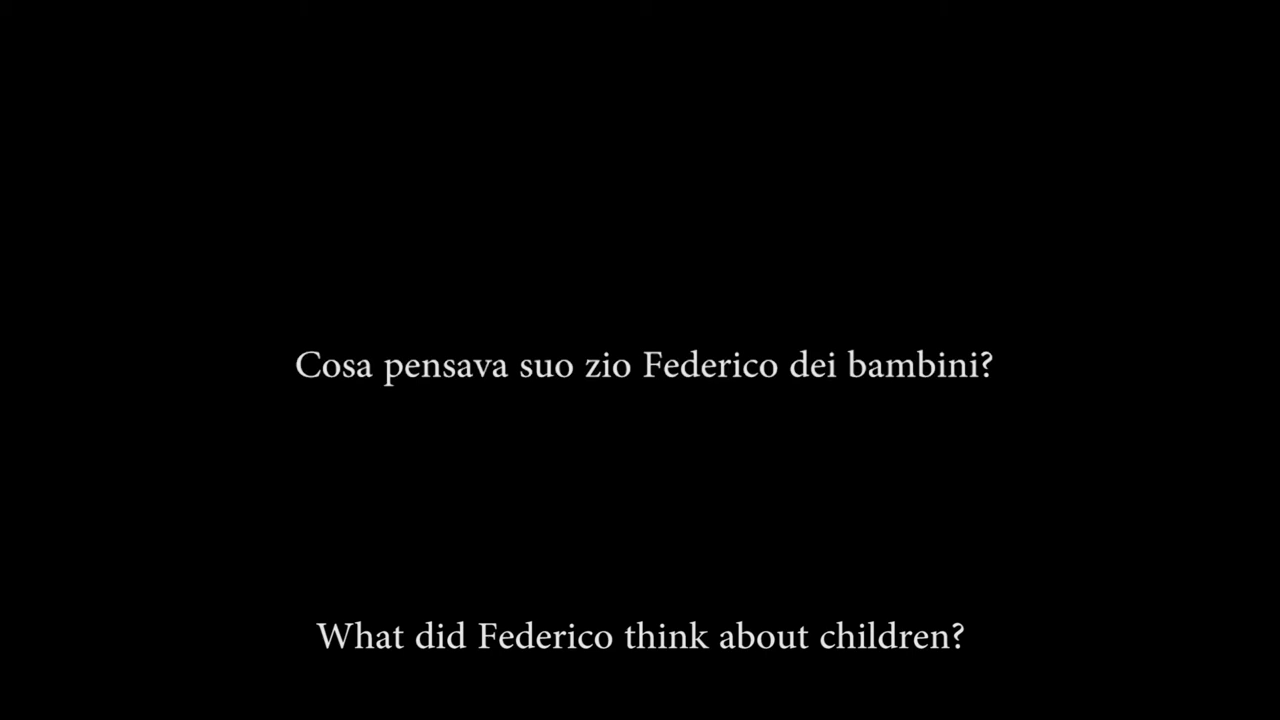 Cosa pensava suo zio Federico dei bambini?
What did Federico think about children?